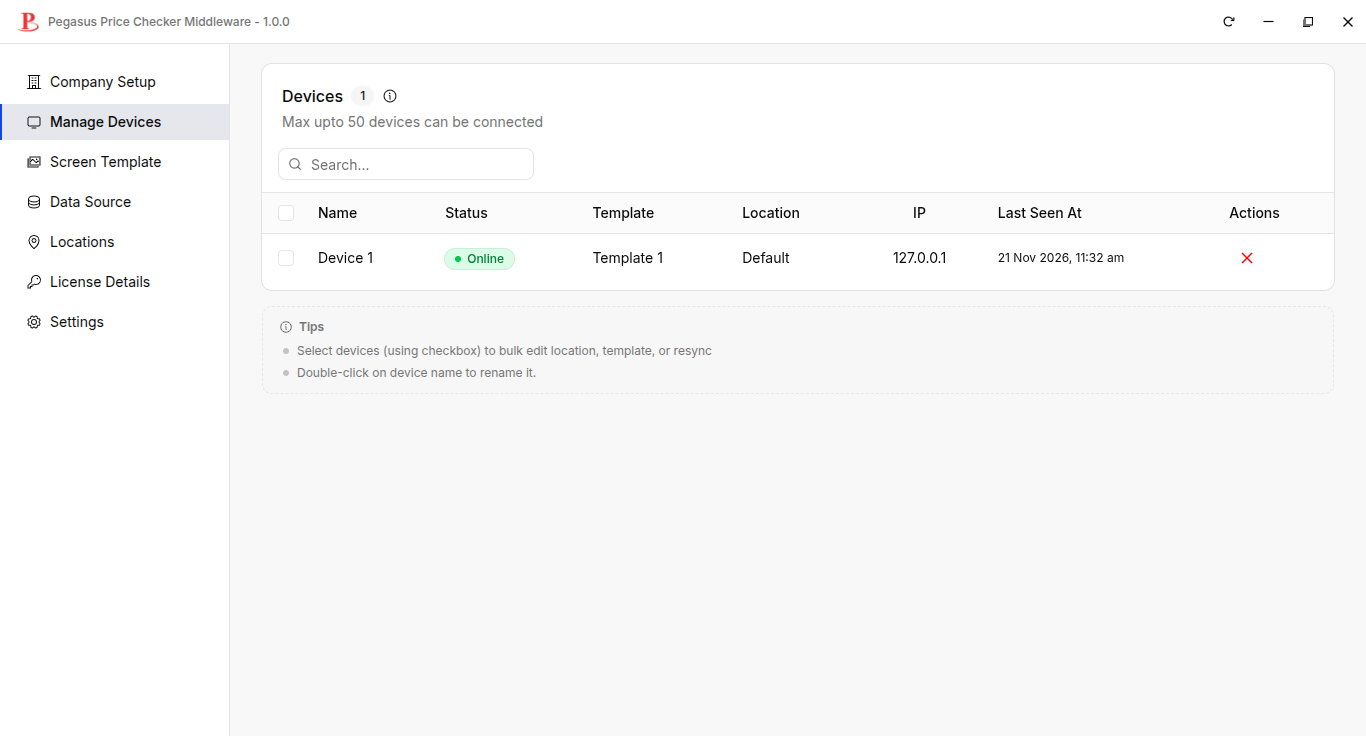 Pegasus Price Checker Middleware - 1.0.0
Company Setup
Manage Devices
Screen Template
Data Source
Locations
License Details
Settings
Devices 1
Max upto 50 devices can be connected
Search...
Name Status Template Location IP Last Seen At Actions
Device 1 Online Template 1 Default 127.0.0.1 21 Nov 2026, 11:32 am
Tips
Select devices (using checkbox) to bulk edit location, template, or resync
Double-click on device name to rename it.